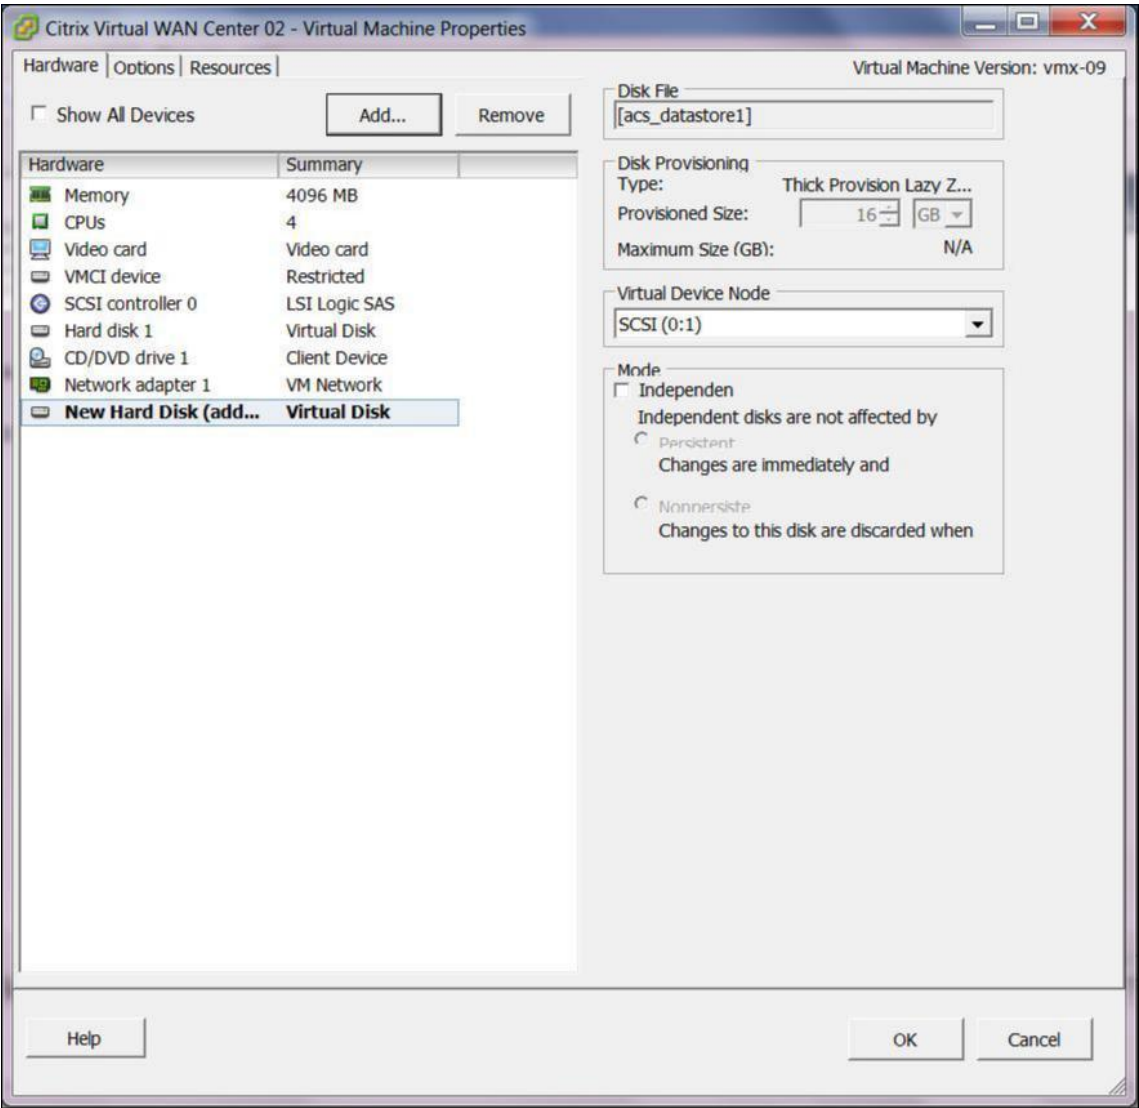 Citrix Virtual WAN Center 02 - Virtual Machine Properties
Hardware Options Resources
Virtual Machine Version: vmx-09
Show All Devices
Add...
Remove
Hardware Summary
Memory 4096 MB
CPUs 4
Video card Video card
VMCI device Restricted
SCSI controller 0 LSI Logic SAS
Hard disk 1 Virtual Disk
CD/DVD drive 1 Client Device
Network adapter 1 VM Network
New Hard Disk (add... Virtual Disk
Disk File
[acs_datastore1]
Disk Provisioning
Type: Thick Provision Lazy Z...
Provisioned Size: 16 GB
Maximum Size (GB): N/A
Virtual Device Node
SCSI (0:1)
Mode
Independen
Independent disks are not affected by
Persistent
Changes are immediately and
Nonpersiste
Changes to this disk are discarded when
Help
OK
Cancel